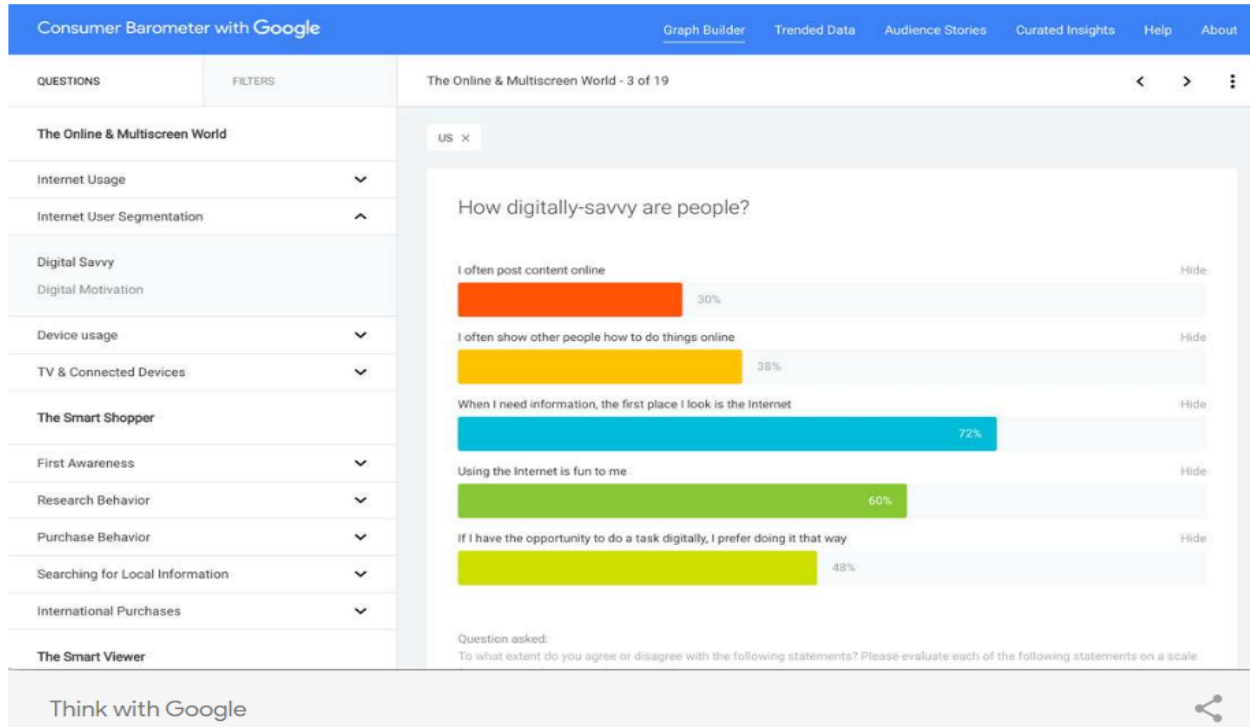 Consumer Barometer with Google
Graph Builder
Trended Data
Audience Stories
Curated Insights
Help
About
QUESTIONS
FILTERS
The Online & Multiscreen World
Internet Usage
Internet User Segmentation
Digital Savvy
Digital Motivation
Device usage
TV & Connected Devices
The Smart Shopper
First Awareness
Research Behavior
Purchase Behavior
Searching for Local Information
International Purchases
The Smart Viewer
The Online & Multiscreen World - 3 of 19
US ×
How digitally-savvy are people?
I often post content online
Hide
30%
I often show other people how to do things online
Hide
38%
When I need information, the first place I look is the Internet
Hide
72%
Using the Internet is fun to me
Hide
60%
If I have the opportunity to do a task digitally, I prefer doing it that way
Hide
48%
Question asked:
To what extent do you agree or disagree with the following statements? Please evaluate each of the following statements on a scale
Think with Google